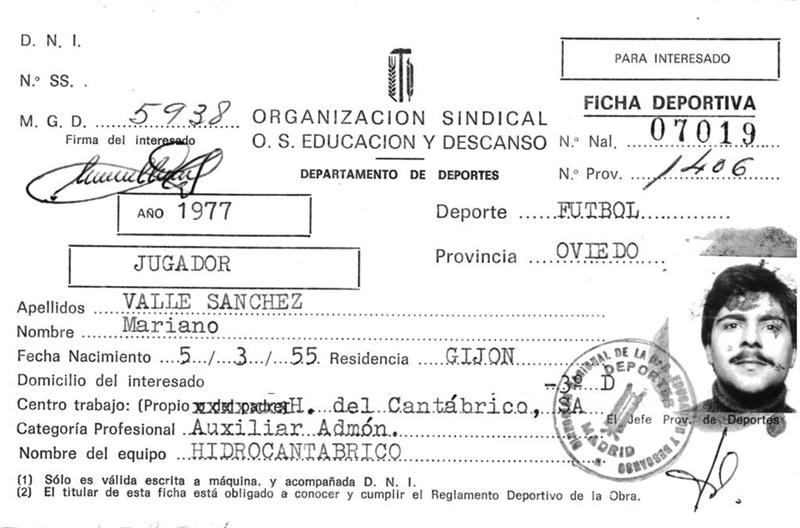 D. N. I.
PARA INTERESADO
N.º SS. .
FICHA DEPORTIVA
M. G. D. 5938
ORGANIZACION SINDICAL
N.º Nal. 07019
Firma del interesado
O. S. EDUCACION Y DESCANSO
N.º Prov. 1406
DEPARTAMENTO DE DEPORTES
AÑO 1977
Deporte FUTBOL
JUGADOR
Provincia OVIEDO
Apellidos VALLE SANCHEZ
Nombre Mariano
Fecha Nacimiento 5 / 3 / 55 Residencia GIJON
Domicilio del interesado -3º D
Centro trabajo: (Propio H. del Cantábrico, SA
El Jefe Prov. de Deportes
Categoría Profesional Auxiliar Admón.
Nombre del equipo HIDROCANTABRICO
DEPORTES
MADRID
(1) Sólo es válida escrita a máquina, y acompañada D. N. I.
(2) El titular de esta ficha está obligado a conocer y cumplir el Reglamento Deportivo de la Obra.